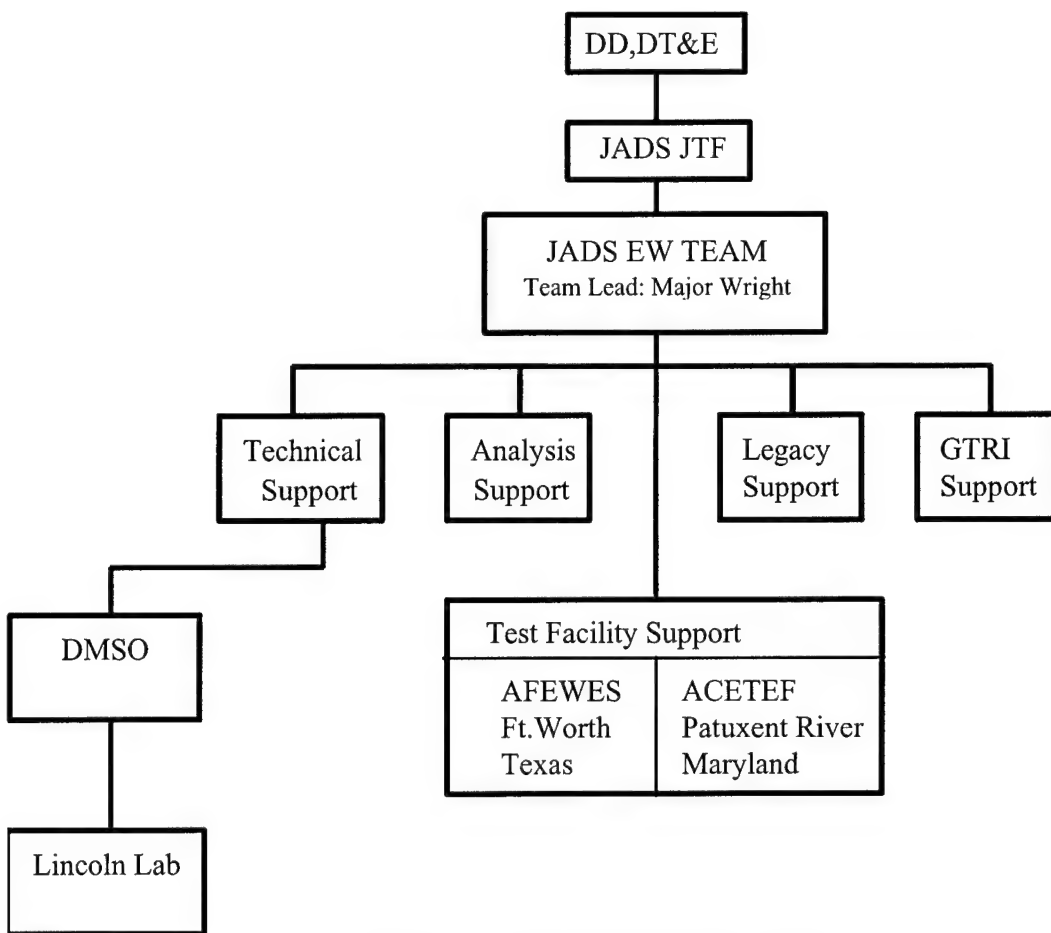 DD,DT&E
JADS JTF
JADS EW TEAM
Team Lead: Major Wright
Technical
Support
Analysis
Support
Legacy
Support
GTRI
Support
DMSO
Test Facility Support
AFEWES
Ft.Worth
Texas
ACETEF
Patuxent River
Maryland
Lincoln Lab